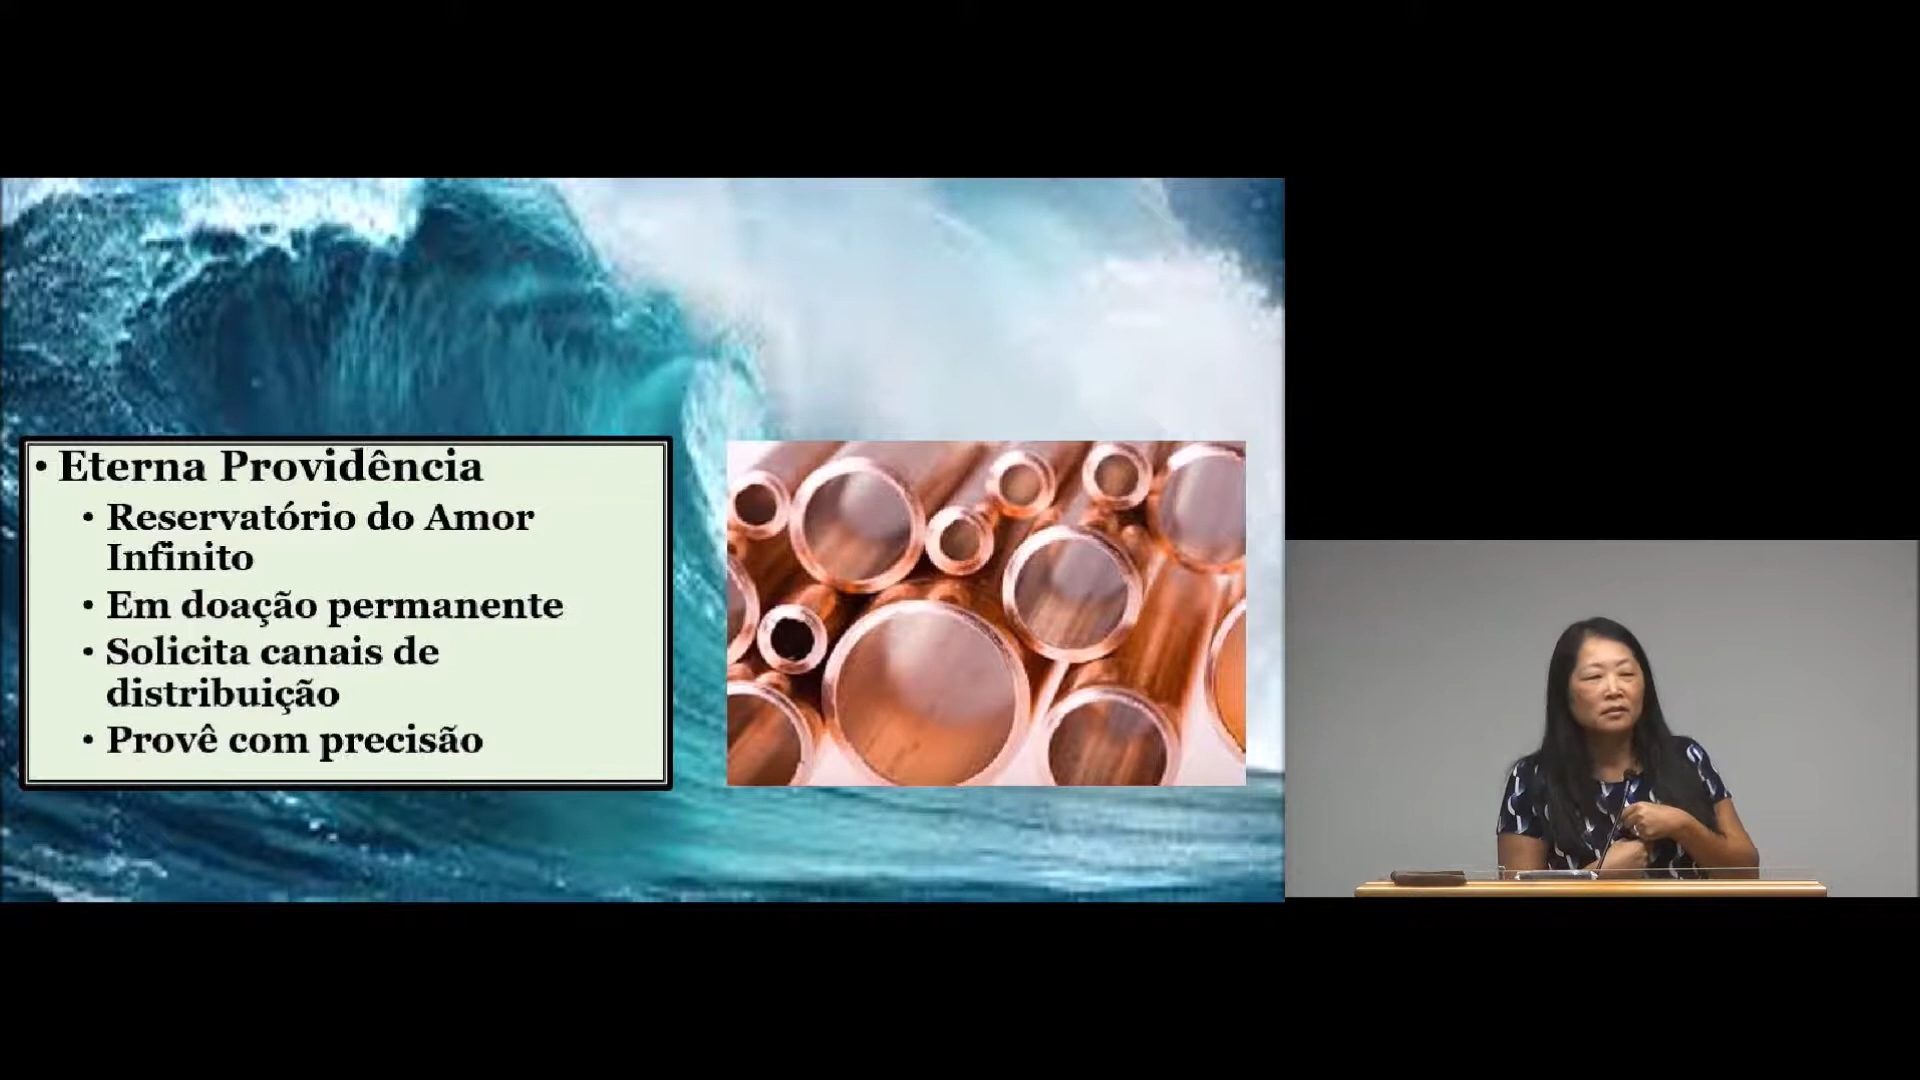 • Eterna Providência
• Reservatório do Amor
Infinito
• Em doação permanente
• Solicita canais de
distribuição
• Provê com precisão